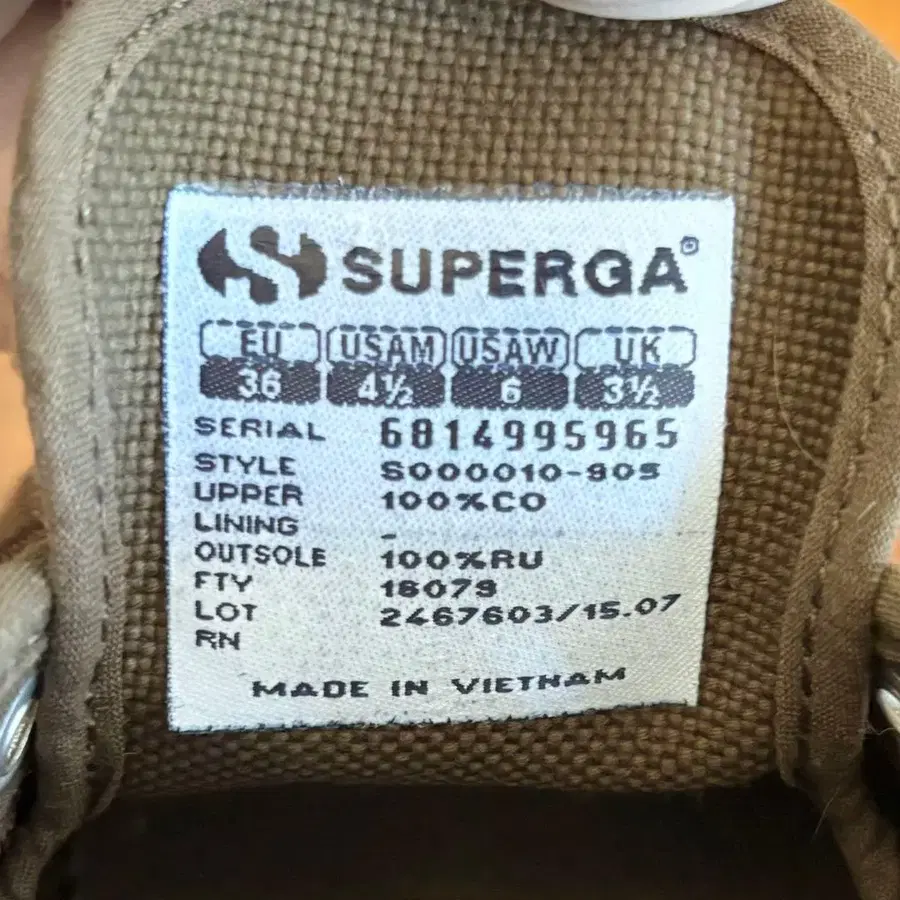 SUPERGA®
EU USAM USAW UK
36 4½ 6 3½
SERIAL 6814995965
STYLE S000010-905
UPPER 100%CO
LINING -
OUTSOLE 100%RU
FTY 16079
LOT 2467603/15.07
RN
MADE IN VIETNAM